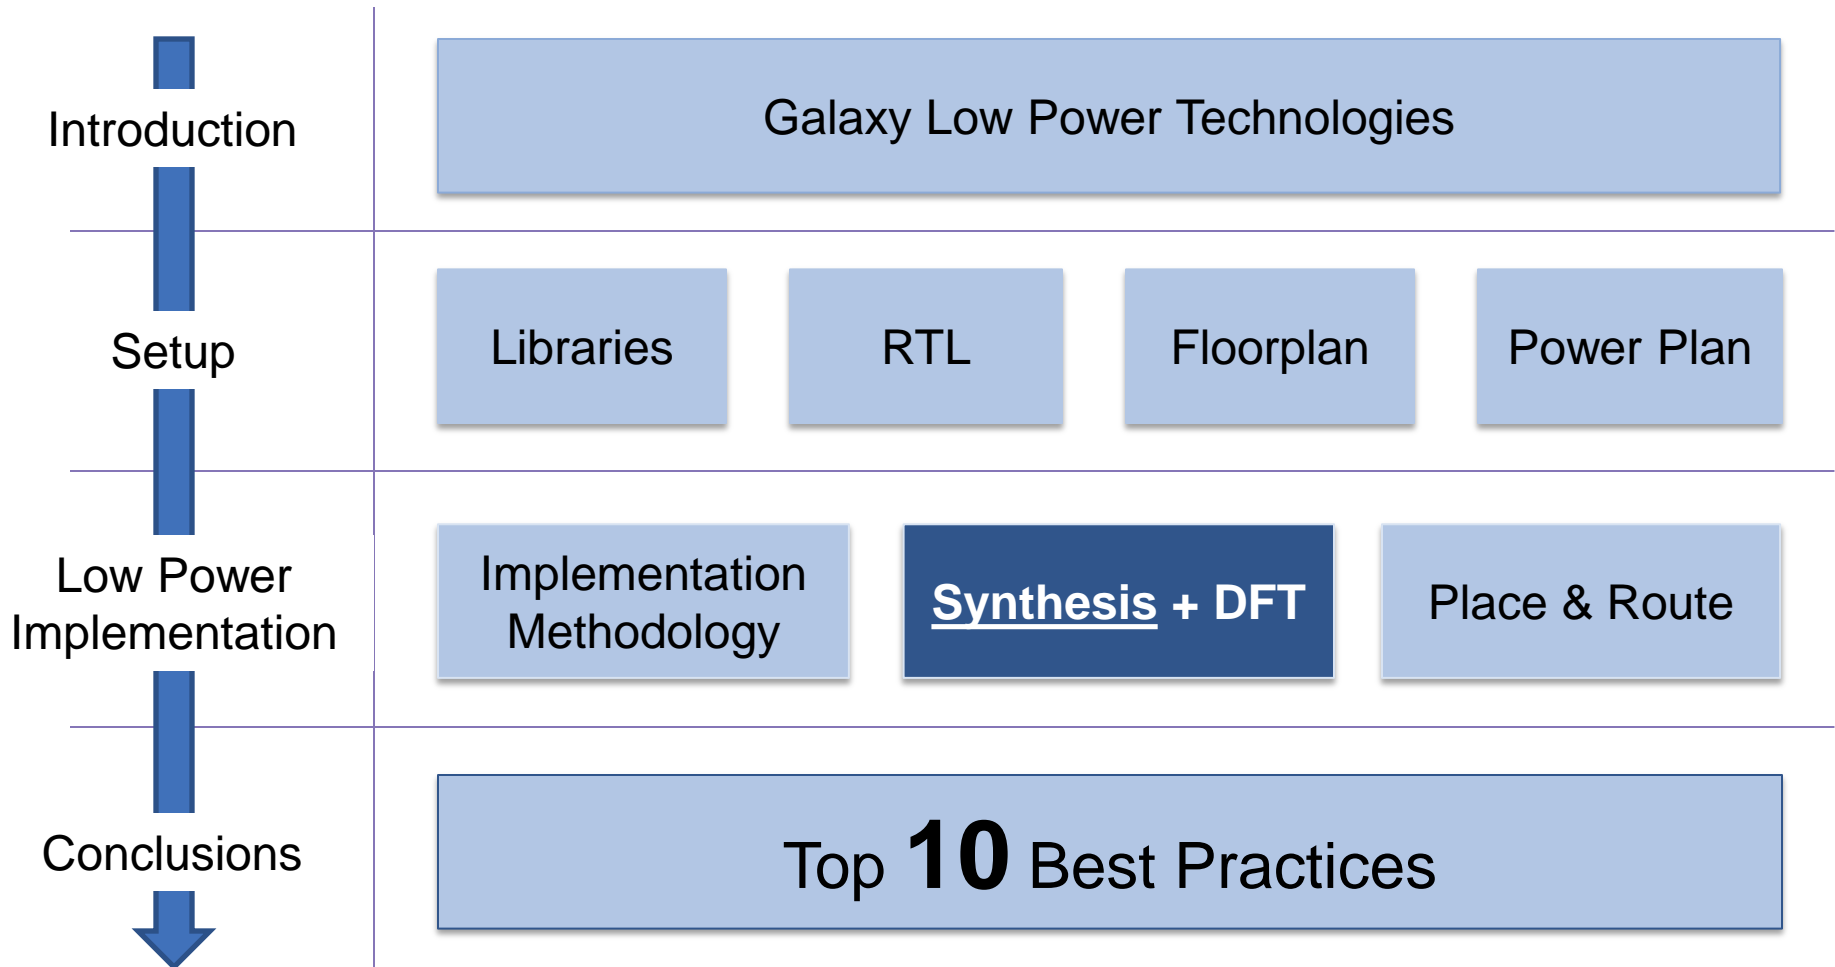 Introduction
Galaxy Low Power Technologies
Setup
Libraries
RTL
Floorplan
Power Plan
Low Power
Implementation
Implementation
Methodology
Synthesis + DFT
Place & Route
Conclusions
Top 10 Best Practices